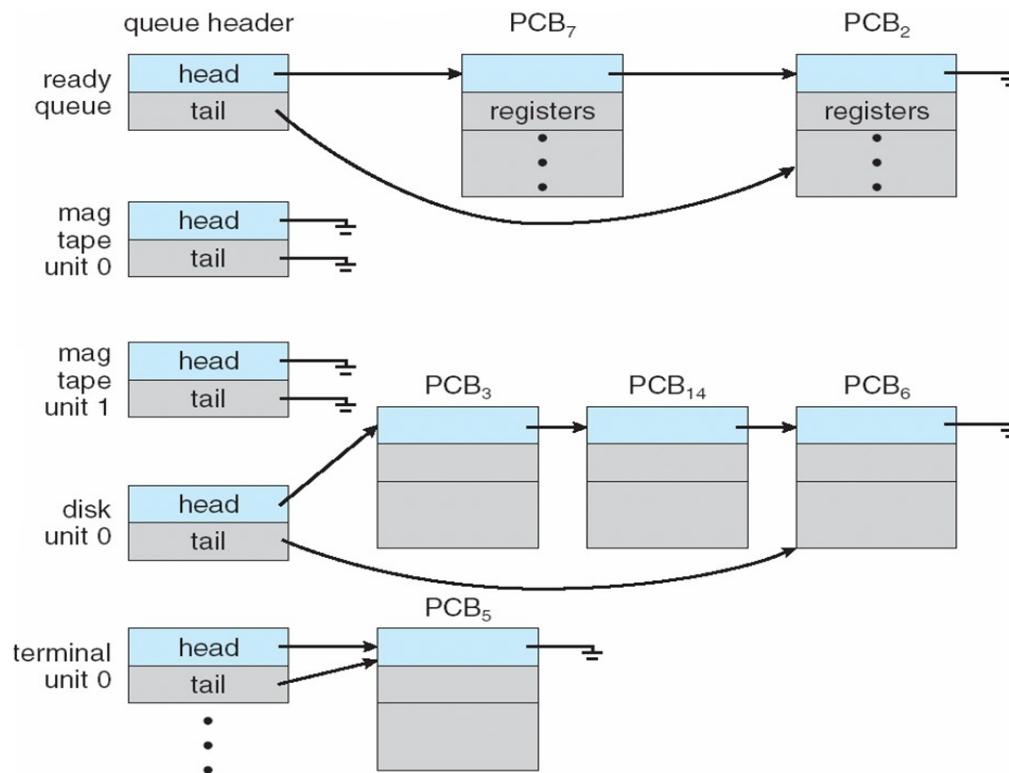 queue header
PCB₇
PCB₂
ready
queue
head
tail
registers
registers
mag
tape
unit 0
head
tail
mag
tape
unit 1
head
tail
PCB₃
PCB₁₄
PCB₆
disk
unit 0
head
tail
PCB₅
terminal
unit 0
head
tail